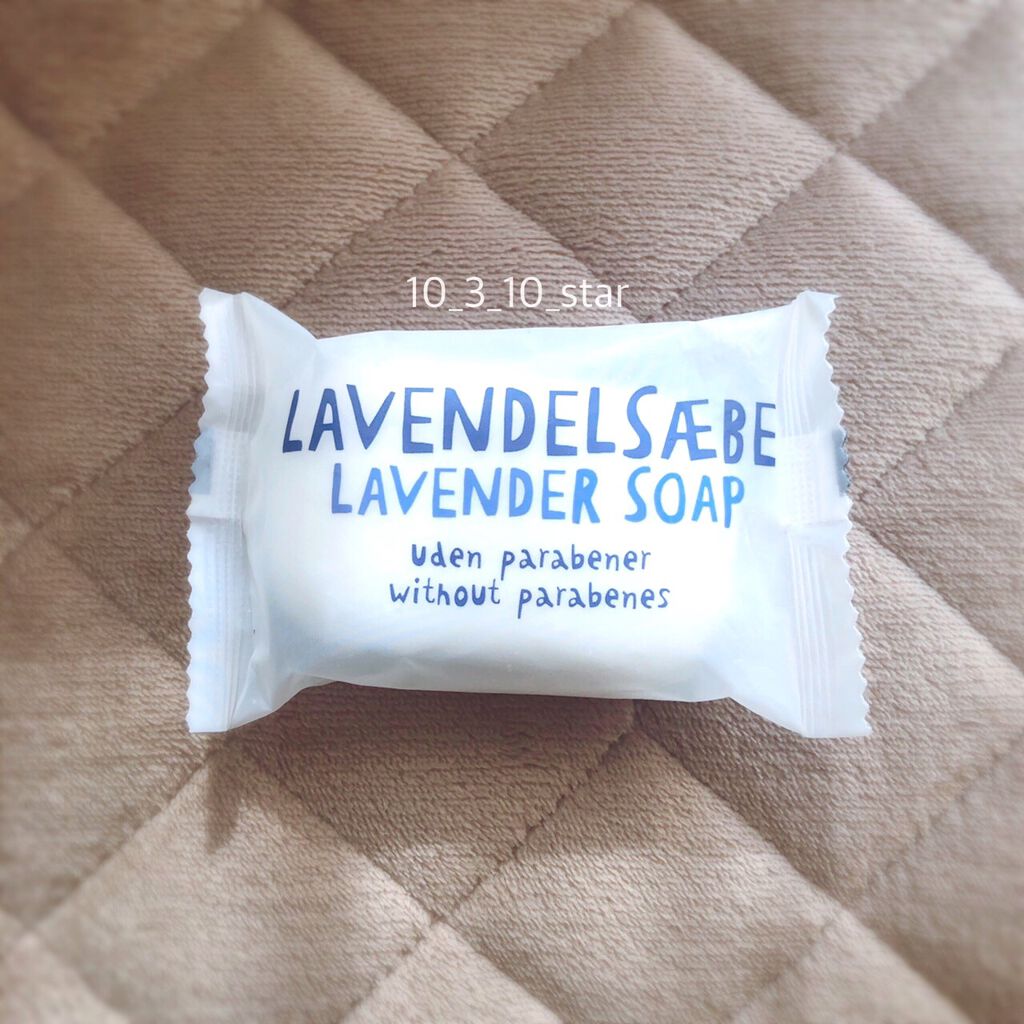 10_3_10_star
LAVENDELSÆBE
LAVENDER SOAP
uden parabener
without parabenes